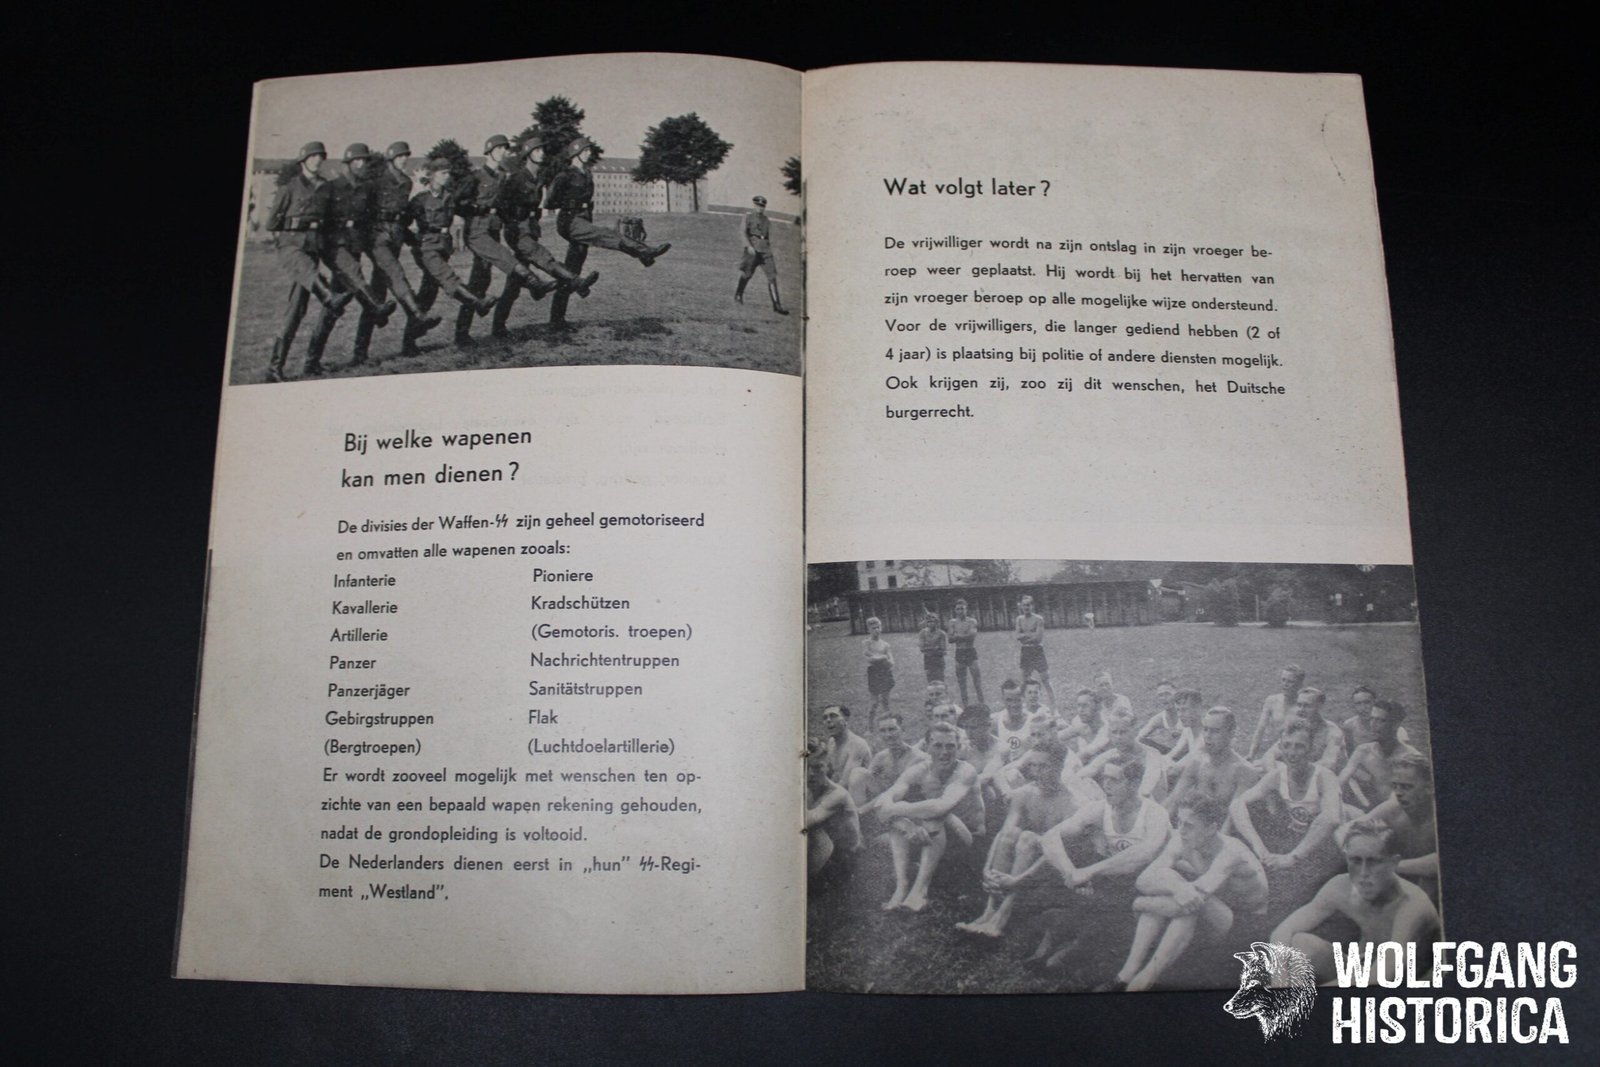 Bij welke wapenen
kan men dienen?
De divisies der Waffen-ᛋᛋ zijn geheel gemotoriseerd
en omvatten alle wapenen zooals:
Infanterie
Kavallerie
Artillerie
Panzer
Panzerjäger
Gebirgstruppen
(Bergtroepen)
Pioniere
Kradschützen
(Gemotoris. troepen)
Nachrichtentruppen
Sanitätstruppen
Flak
(Luchtdoelartillerie)
Er wordt zooveel mogelijk met wenschen ten op-
zichte van een bepaald wapen rekening gehouden,
nadat de grondopleiding is voltooid.
De Nederlanders dienen eerst in „hun” ᛋᛋ-Regi-
ment „Westland”.
Wat volgt later?
De vrijwilliger wordt na zijn ontslag in zijn vroeger be-
roep weer geplaatst. Hij wordt bij het hervatten van
zijn vroeger beroep op alle mogelijke wijze ondersteund.
Voor de vrijwilligers, die langer gediend hebben (2 of
4 jaar) is plaatsing bij politie of andere diensten mogelijk.
Ook krijgen zij, zoo zij dit wenschen, het Duitsche
burgerrecht.
WOLFGANG
HISTORICA